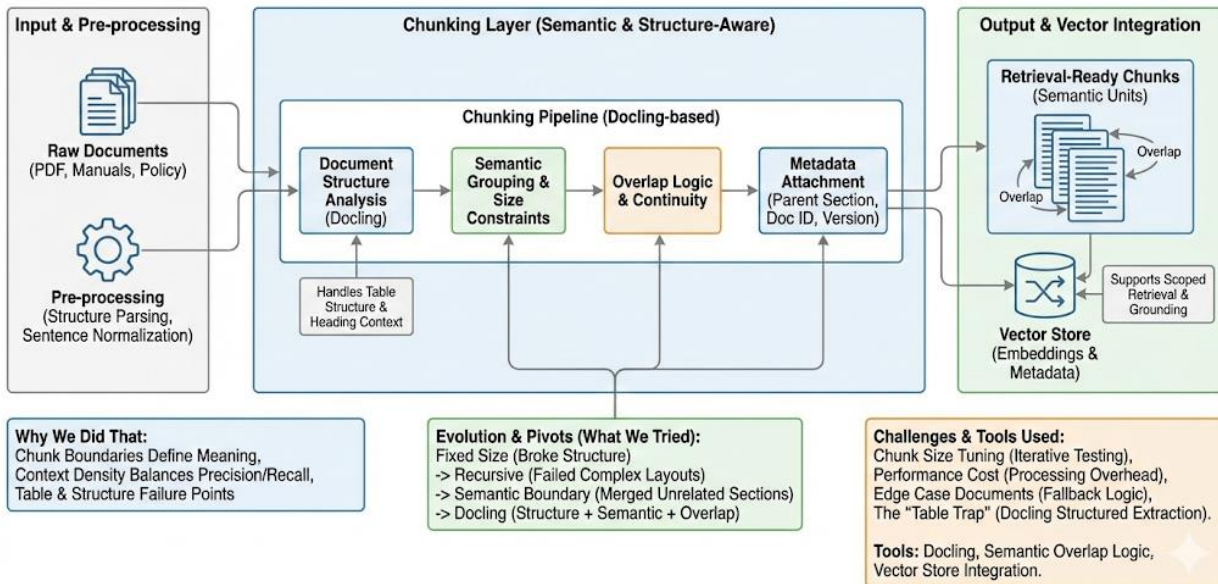 Input & Pre-processing
Raw Documents
(PDF, Manuals, Policy)
Pre-processing
(Structure Parsing,
Sentence Normalization)
Chunking Layer (Semantic & Structure-Aware)
Chunking Pipeline (Docling-based)
Document
Structure
Analysis
(Docling)
Semantic
Grouping &
Size
Constraints
Overlap Logic
& Continuity
Metadata
Attachment
(Parent Section,
Doc ID, Version)
Handles Table
Structure &
Heading Context
Output & Vector Integration
Retrieval-Ready Chunks
(Semantic Units)
Overlap
Overlap
Vector Store
(Embeddings &
Metadata)
Supports Scoped
Retrieval &
Grounding
Why We Did That:
Chunk Boundaries Define Meaning,
Context Density Balances Precision/Recall,
Table & Structure Failure Points
Evolution & Pivots (What We Tried):
Fixed Size (Broke Structure)
-> Recursive (Failed Complex Layouts)
-> Semantic Boundary (Merged Unrelated Sections)
-> Docling (Structure + Semantic + Overlap)
Challenges & Tools Used:
Chunk Size Tuning (Iterative Testing),
Performance Cost (Processing Overhead),
Edge Case Documents (Fallback Logic),
The “Table Trap” (Docling Structured Extraction).
Tools: Docling, Semantic Overlap Logic,
Vector Store Integration.